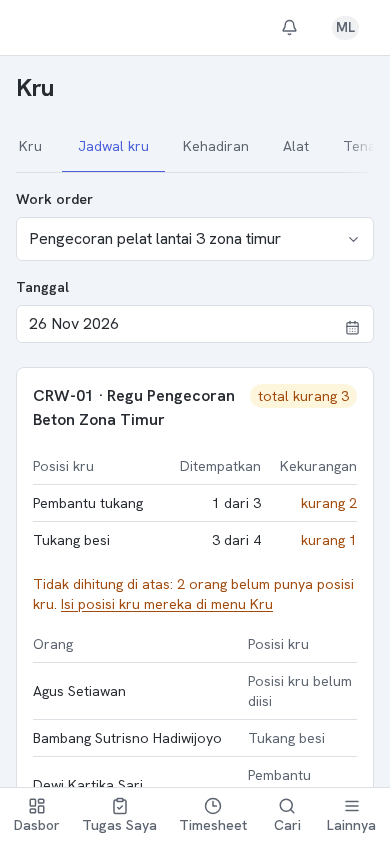 ML
Kru
Kru Jadwal kru Kehadiran Alat
Work order
Pengecoran pelat lantai 3 zona timur
Tanggal
26 Nov 2026
CRW-01 · Regu Pengecoran
Beton Zona Timur
total kurang 3
Posisi kru Ditempatkan Kekurangan
Pembantu tukang 1 dari 3 kurang 2
Tukang besi 3 dari 4 kurang 1
Tidak dihitung di atas: 2 orang belum punya posisi
kru. Isi posisi kru mereka di menu Kru
Orang Posisi kru
Agus Setiawan Posisi kru belum
diisi
Bambang Sutrisno Hadiwijoyo Tukang besi
Dewi Kartika Sari Pembantu
Dasbor Tugas Saya Timesheet Cari Lainnya